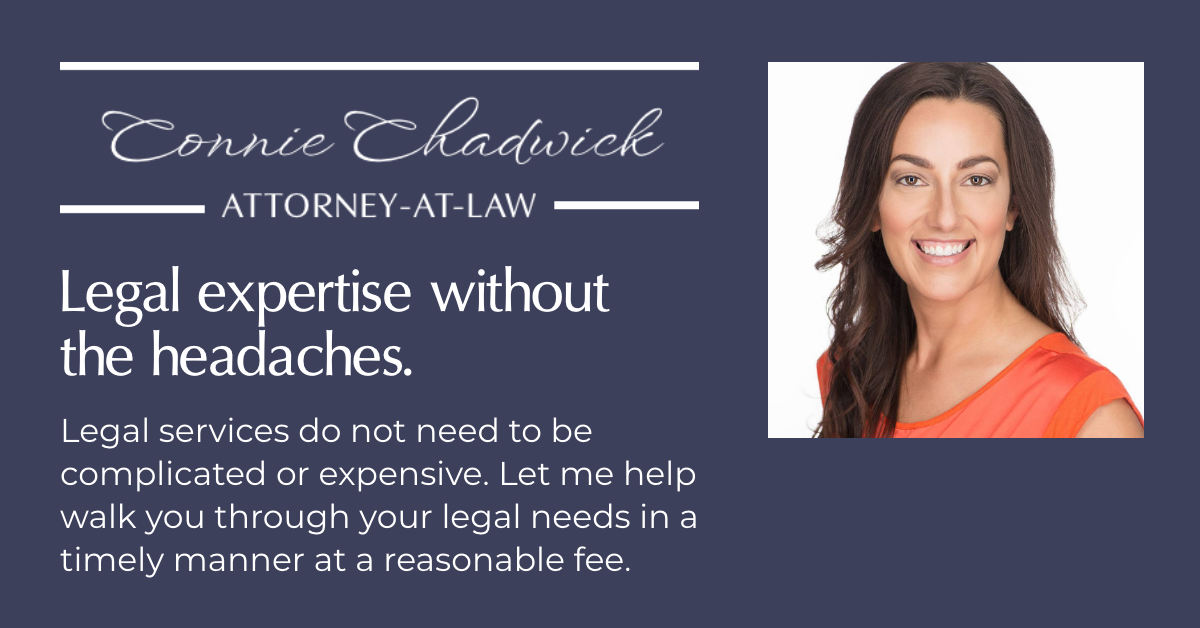 Connie Chadwick
ATTORNEY-AT-LAW
Legal expertise without
the headaches.
Legal services do not need to be
complicated or expensive. Let me help
walk you through your legal needs in a
timely manner at a reasonable fee.